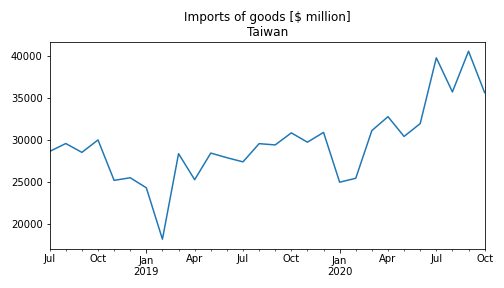 Imports of goods [$ million]
Taiwan
40000
35000
30000
25000
20000
Jul
Oct
Jan
2019
Apr
Jul
Oct
Jan
2020
Apr
Jul
Oct